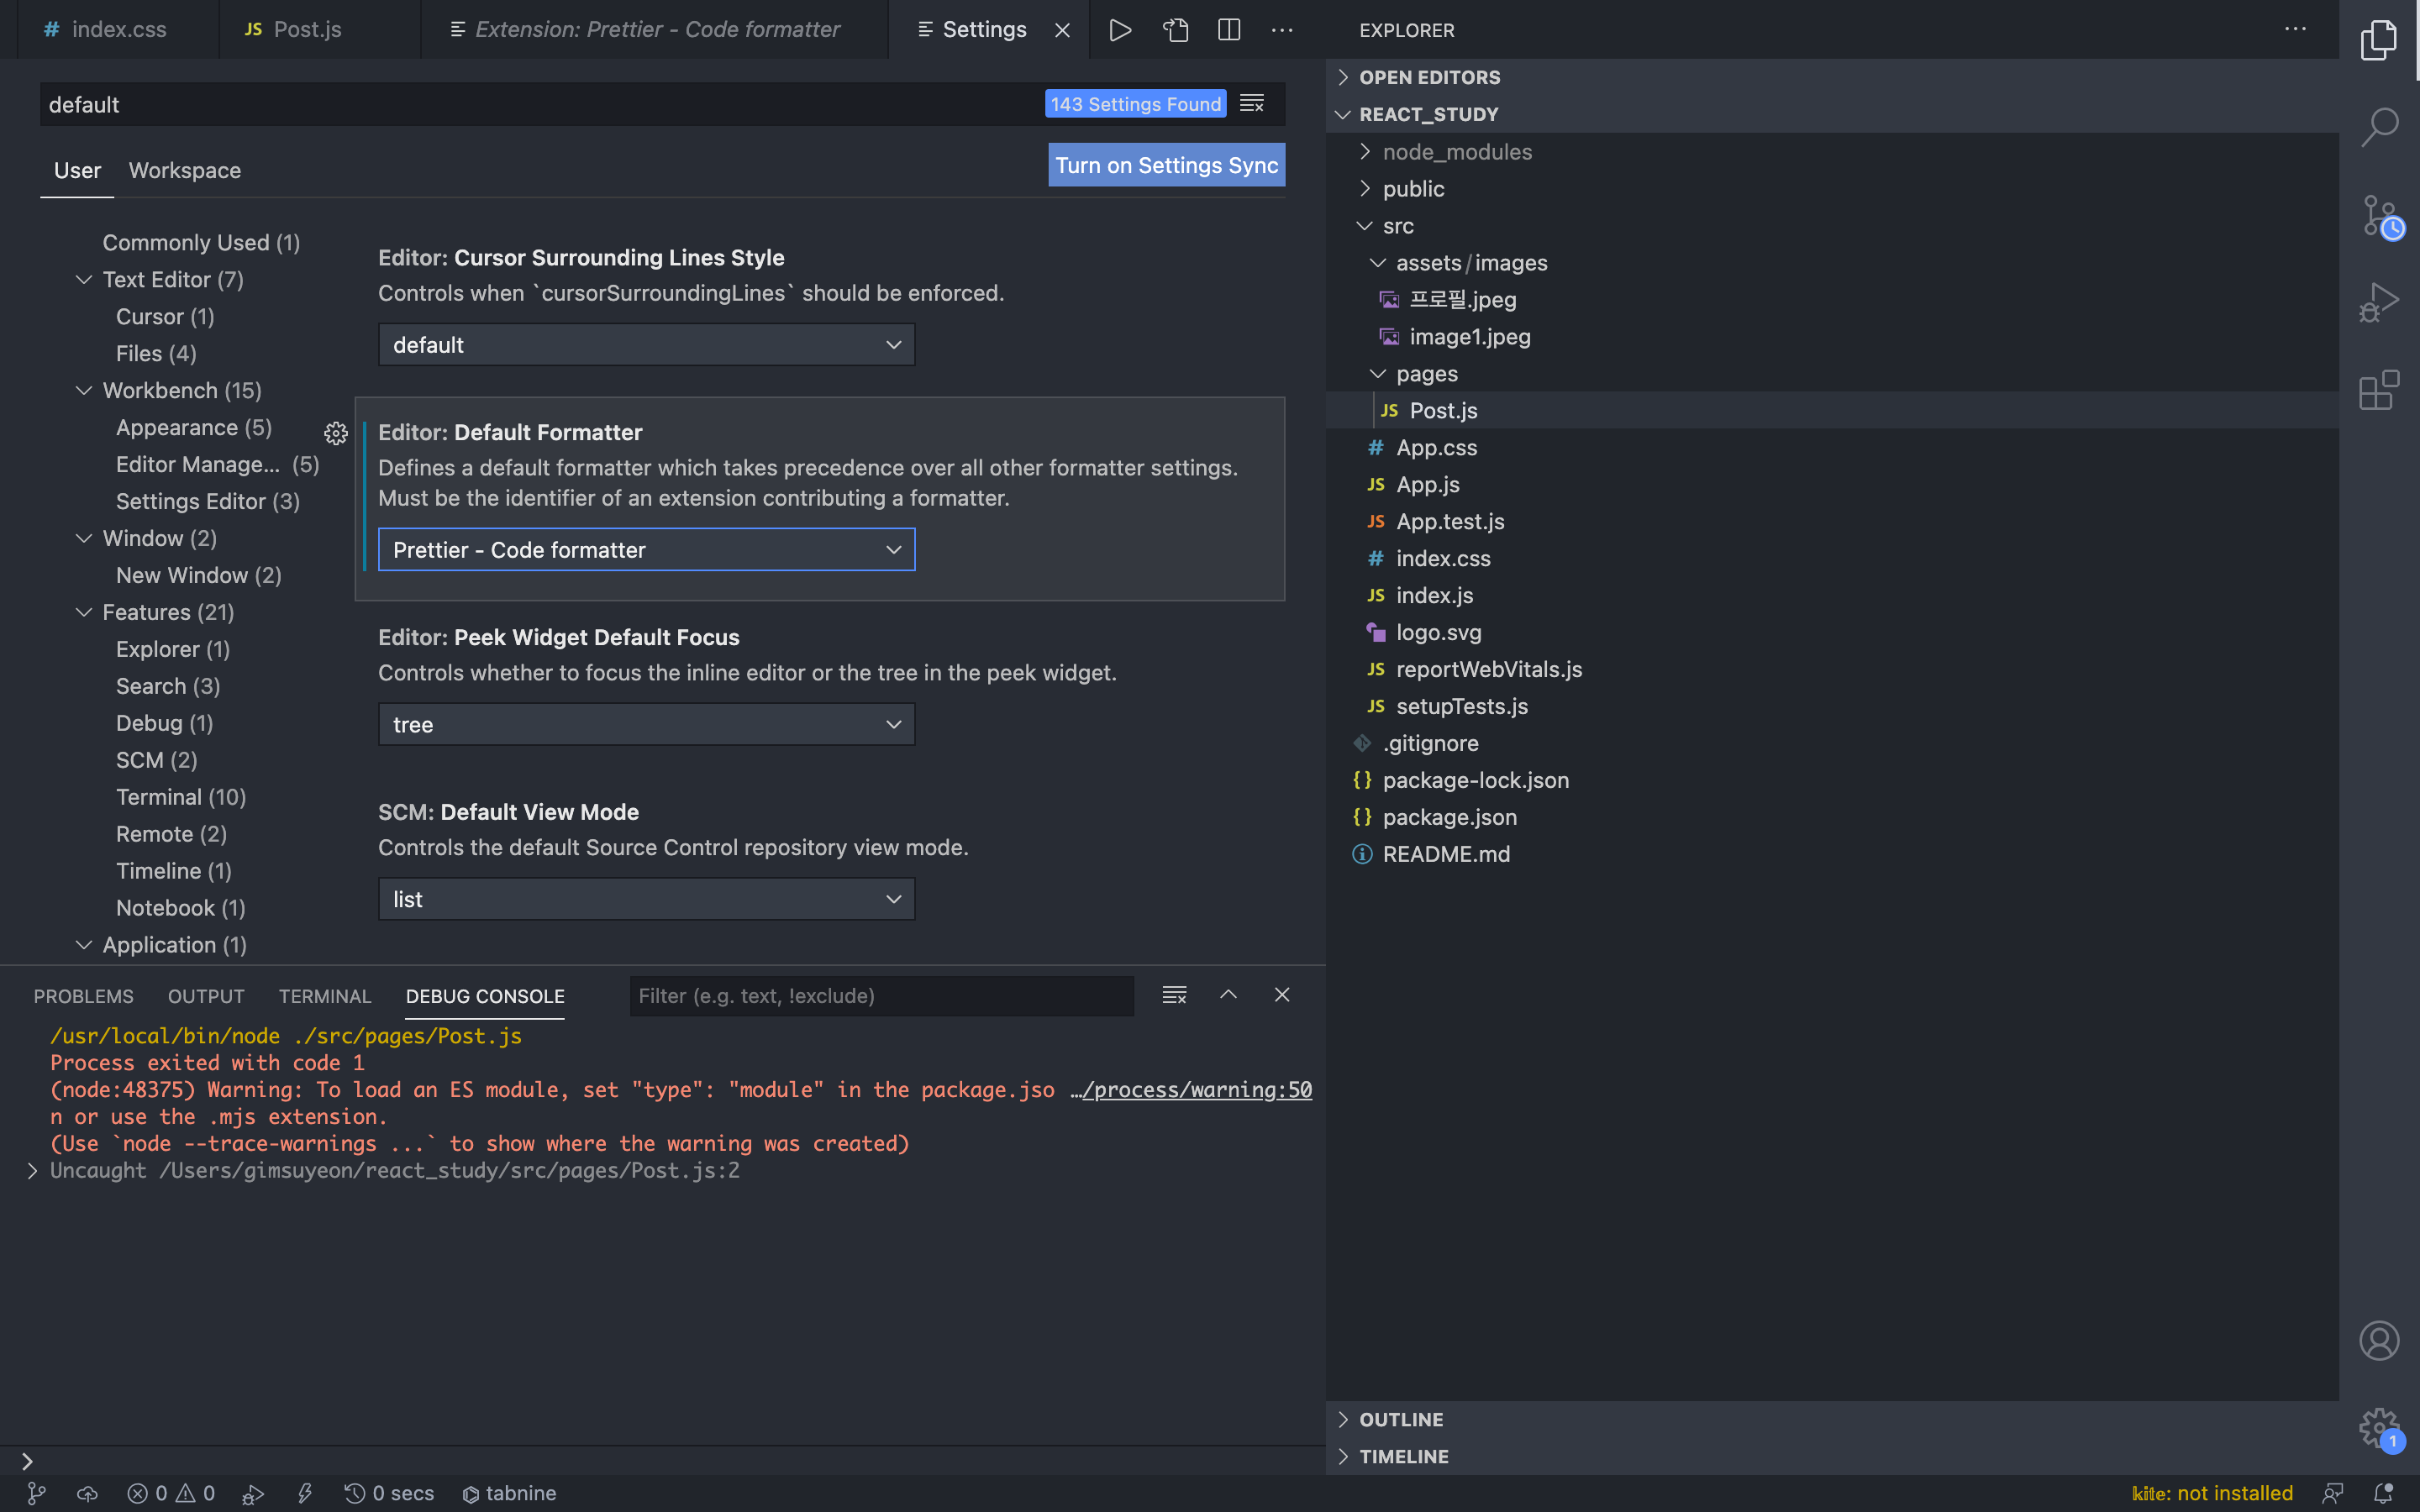 index.css
Post.js
Extension: Prettier - Code formatter
Settings
default
143 Settings Found
User
Workspace
Turn on Settings Sync
Commonly Used (1)
Text Editor (7)
Cursor (1)
Files (4)
Workbench (15)
Appearance (5)
Editor Manage... (5)
Settings Editor (3)
Window (2)
New Window (2)
Features (21)
Explorer (1)
Search (3)
Debug (1)
SCM (2)
Terminal (10)
Remote (2)
Timeline (1)
Notebook (1)
Application (1)
Editor: Cursor Surrounding Lines Style
Controls when `cursorSurroundingLines` should be enforced.
default
Editor: Default Formatter
Defines a default formatter which takes precedence over all other formatter settings.
Must be the identifier of an extension contributing a formatter.
Prettier - Code formatter
Editor: Peek Widget Default Focus
Controls whether to focus the inline editor or the tree in the peek widget.
tree
SCM: Default View Mode
Controls the default Source Control repository view mode.
list
PROBLEMS
OUTPUT
TERMINAL
DEBUG CONSOLE
Filter (e.g. text, !exclude)
/usr/local/bin/node ./src/pages/Post.js
Process exited with code 1
(node:48375) Warning: To load an ES module, set "type": "module" in the package.jso …/process/warning:50
n or use the .mjs extension.
(Use `node --trace-warnings ...` to show where the warning was created)
Uncaught /Users/gimsuyeon/react_study/src/pages/Post.js:2
EXPLORER
OPEN EDITORS
REACT_STUDY
node_modules
public
src
assets/images
프로필.jpeg
image1.jpeg
pages
JS Post.js
# App.css
JS App.js
JS App.test.js
# index.css
JS index.js
logo.svg
JS reportWebVitals.js
JS setupTests.js
.gitignore
{} package-lock.json
{} package.json
README.md
OUTLINE
TIMELINE
1
0
0
0 secs
tabnine
kite: not installed